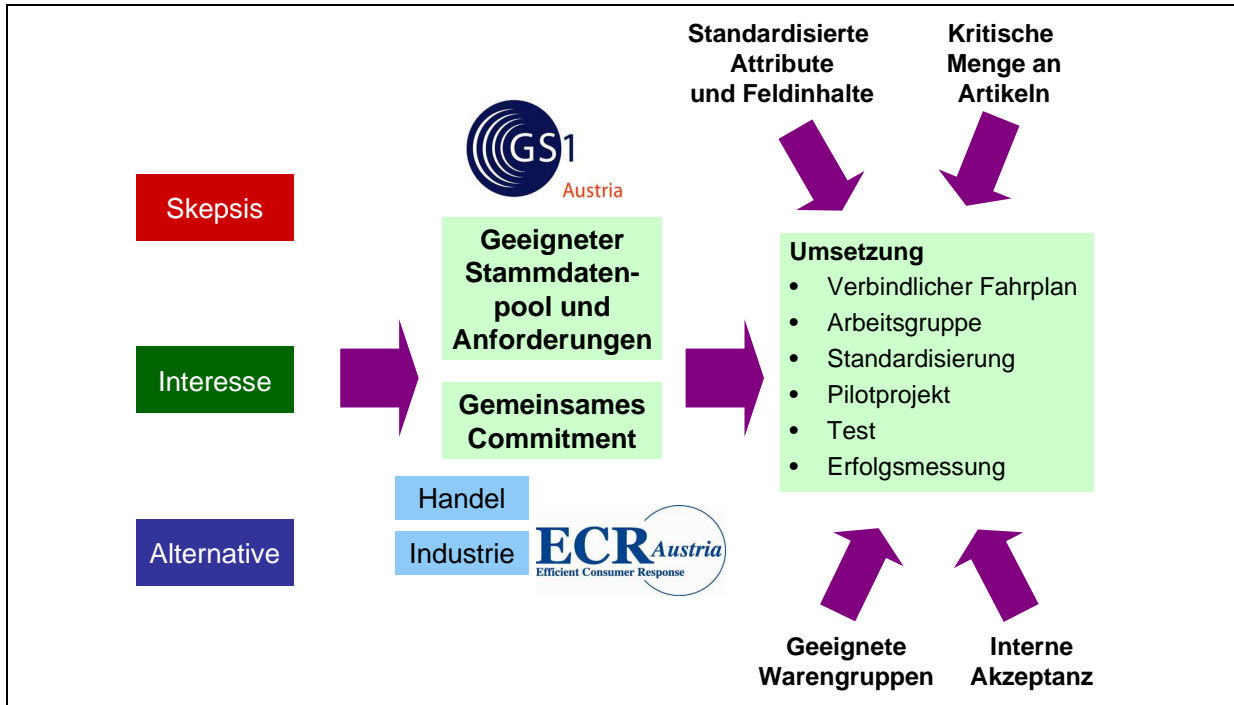 Standardisierte
Attribute
und Feldinhalte
Kritische
Menge an
Artikeln
GS1
Austria
Skepsis
Interesse
Alternative
Geeigneter
Stammdaten-
pool und
Anforderungen
Gemeinsames
Commitment
Handel
Industrie
ECR Austria
Efficient Consumer Response
Umsetzung
• Verbindlicher Fahrplan
• Arbeitsgruppe
• Standardisierung
• Pilotprojekt
• Test
• Erfolgsmessung
Geeignete
Warengruppen
Interne
Akzeptanz